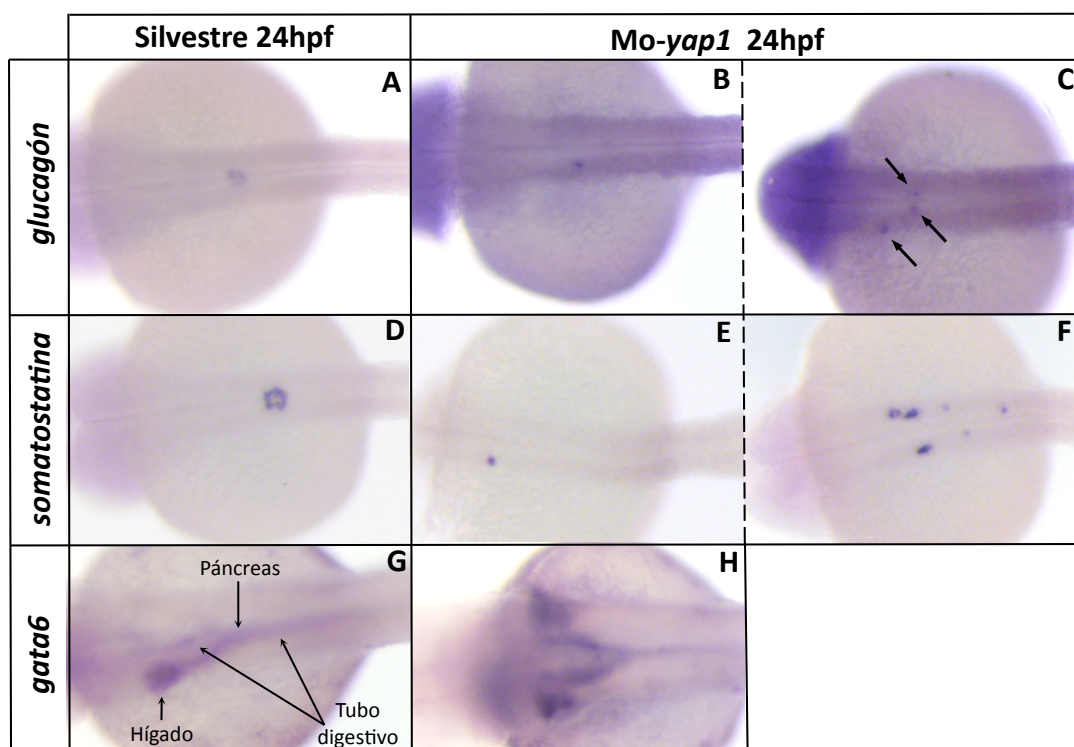 Silvestre 24hpf
Mo-yap1 24hpf
glucagón
A
B
C
somatostatina
D
E
F
gata6
G
Páncreas
Hígado
Tubo
digestivo
H